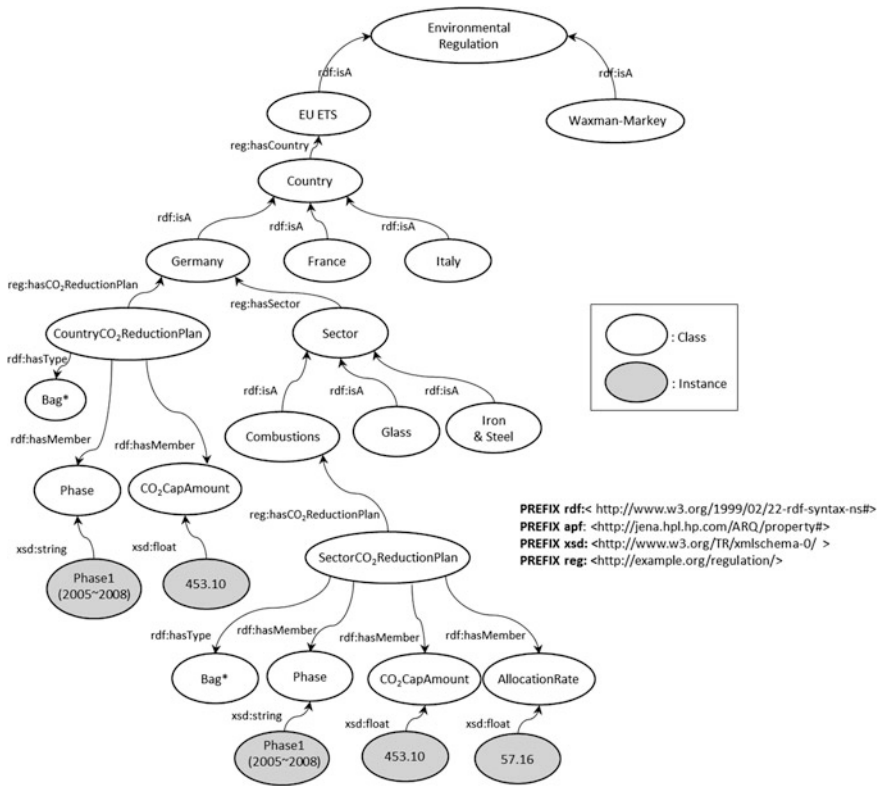 Environmental
Regulation
rdf:isA
rdf:isA
EU ETS
Waxman-Markey
reg:hasCountry
Country
rdf:isA
rdf:isA
rdf:isA
Germany
France
Italy
reg:hasCO₂ReductionPlan
reg:hasSector
CountryCO₂ReductionPlan
Sector
: Class
: Instance
rdf:hasType
Bag*
rdf:isA
rdf:isA
rdf:isA
Combustions
Glass
Iron
& Steel
rdf:hasMember
rdf:hasMember
Phase
CO₂CapAmount
reg:hasCO₂ReductionPlan
PREFIX rdf:< http://www.w3.org/1999/02/22-rdf-syntax-ns#>
PREFIX apf: <http://jena.hpl.hp.com/ARQ/property#>
PREFIX xsd: <http://www.w3.org/TR/xmlschema-0/ >
PREFIX reg: <http://example.org/regulation/>
xsd:string
xsd:float
Phase1
(2005~2008)
453.10
SectorCO₂ReductionPlan
rdf:hasType
rdf:hasMember
rdf:hasMember
rdf:hasMember
Bag*
Phase
CO₂CapAmount
AllocationRate
xsd:string
xsd:float
xsd:float
Phase1
(2005~2008)
453.10
57.16